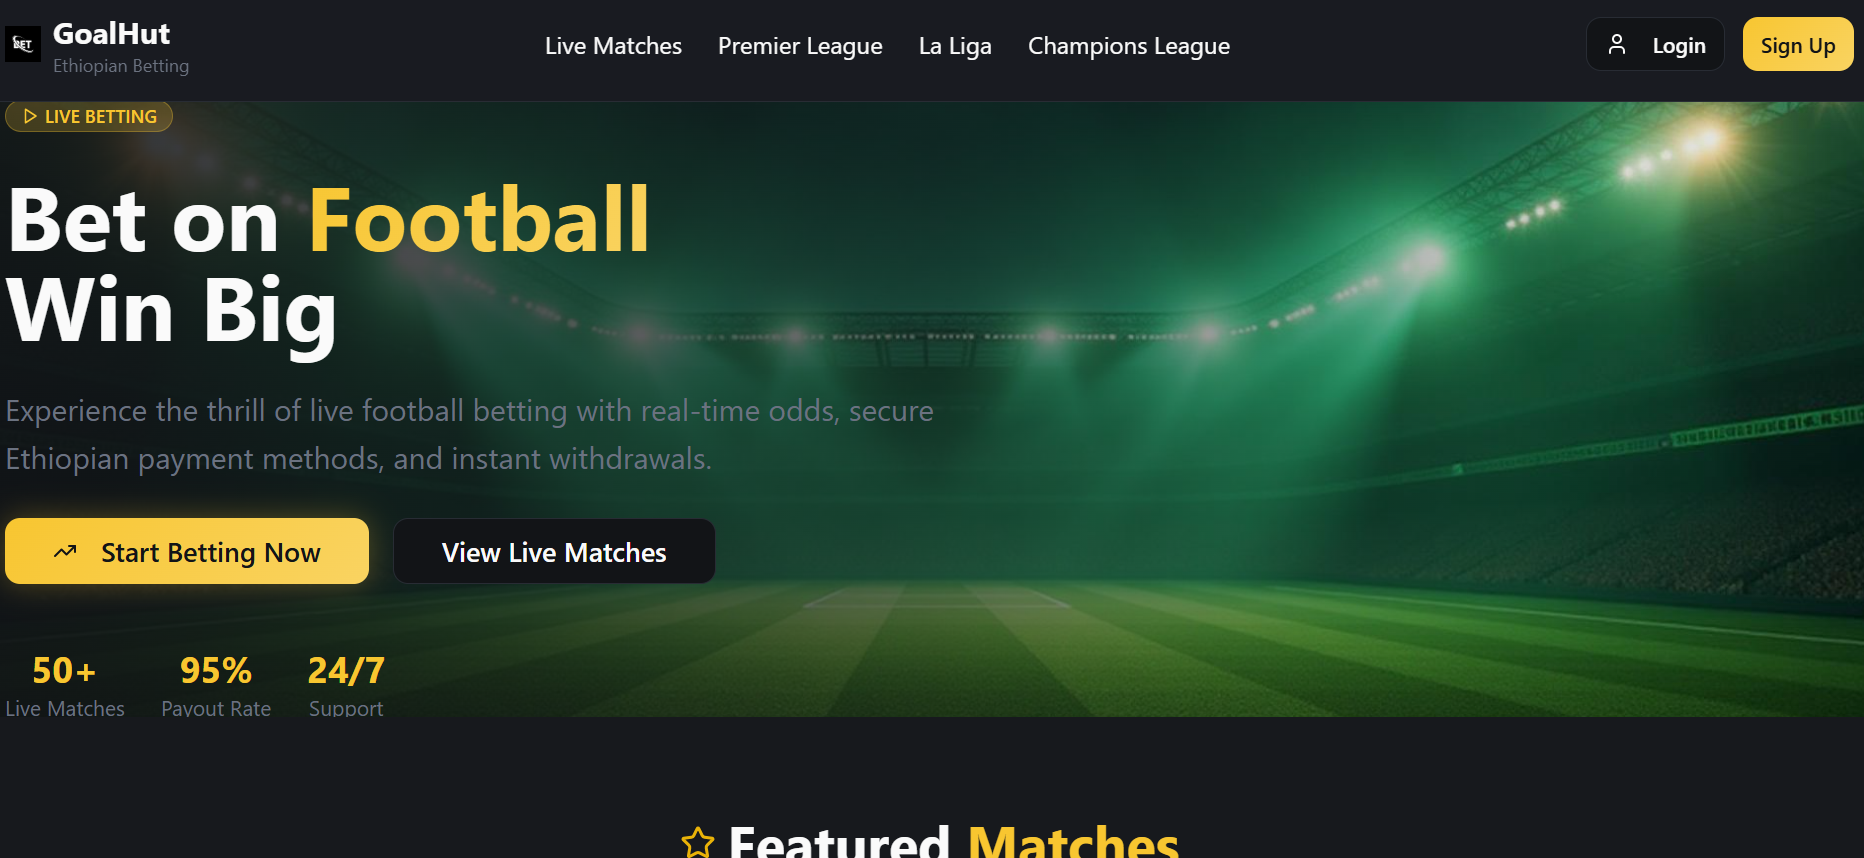 BET
GoalHut
Ethiopian Betting
Live Matches
Premier League
La Liga
Champions League
Login
Sign Up
LIVE BETTING
Bet on Football
Win Big
Experience the thrill of live football betting with real-time odds, secure
Ethiopian payment methods, and instant withdrawals.
Start Betting Now
View Live Matches
50+
Live Matches
95%
Payout Rate
24/7
Support
Featured Matches